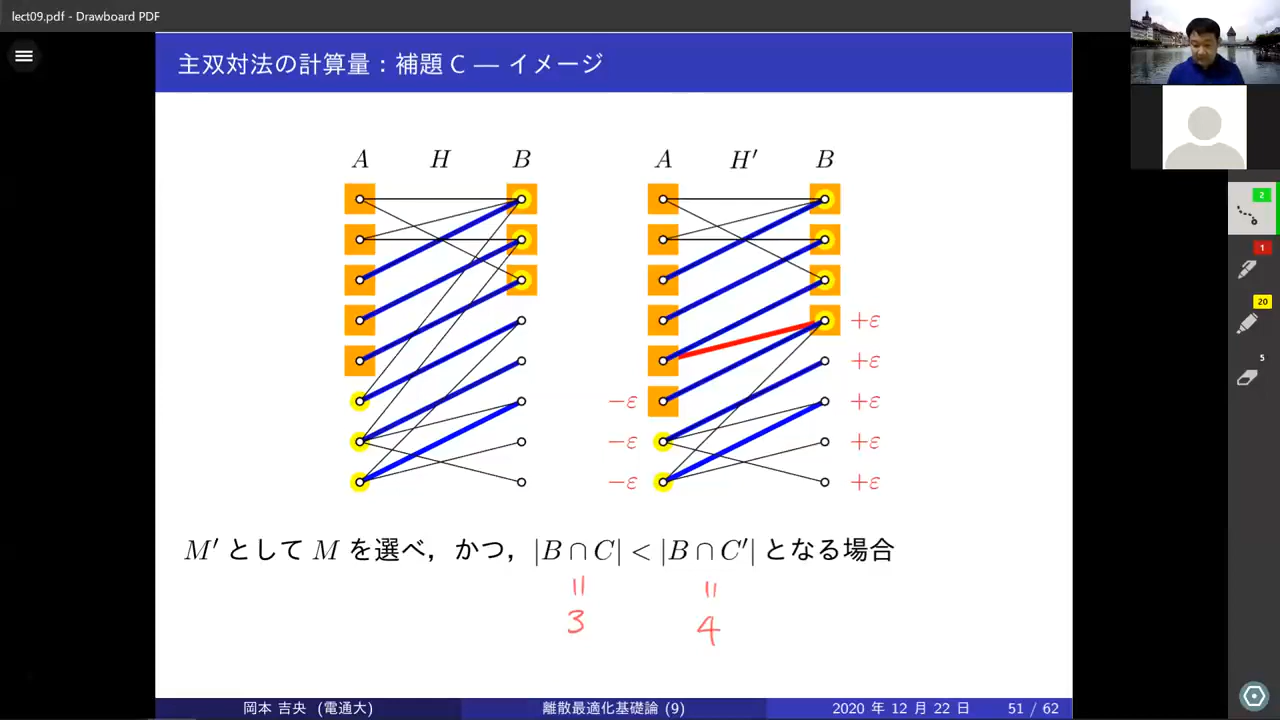 lect09.pdf - Drawboard PDF
主双対法の計算量：補題 C — イメージ
A H B A H′ B
+ε
+ε
−ε +ε
−ε +ε
−ε +ε
M′ として M を選べ，かつ，|B ∩ C| < |B ∩ C′| となる場合
= =
3 4
岡本 吉央 (電通大) 離散最適化基礎論 (9) 2020 年 12 月 22 日 51 / 62
2
1
20
5